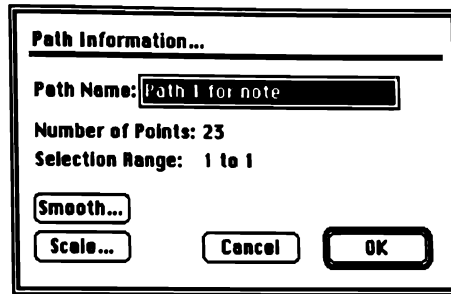 Path Information...
Path Name: Path 1 for note
Number of Points: 23
Selection Range: 1 to 1
Smooth...
Scale... Cancel OK